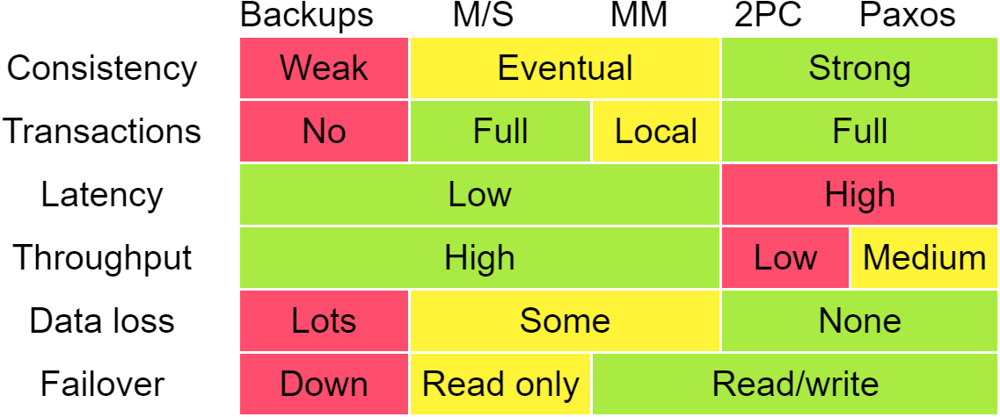 Backups M/S MM 2PC Paxos
Consistency Weak Eventual Strong
Transactions No Full Local Full
Latency Low High
Throughput High Low Medium
Data loss Lots Some None
Failover Down Read only Read/write